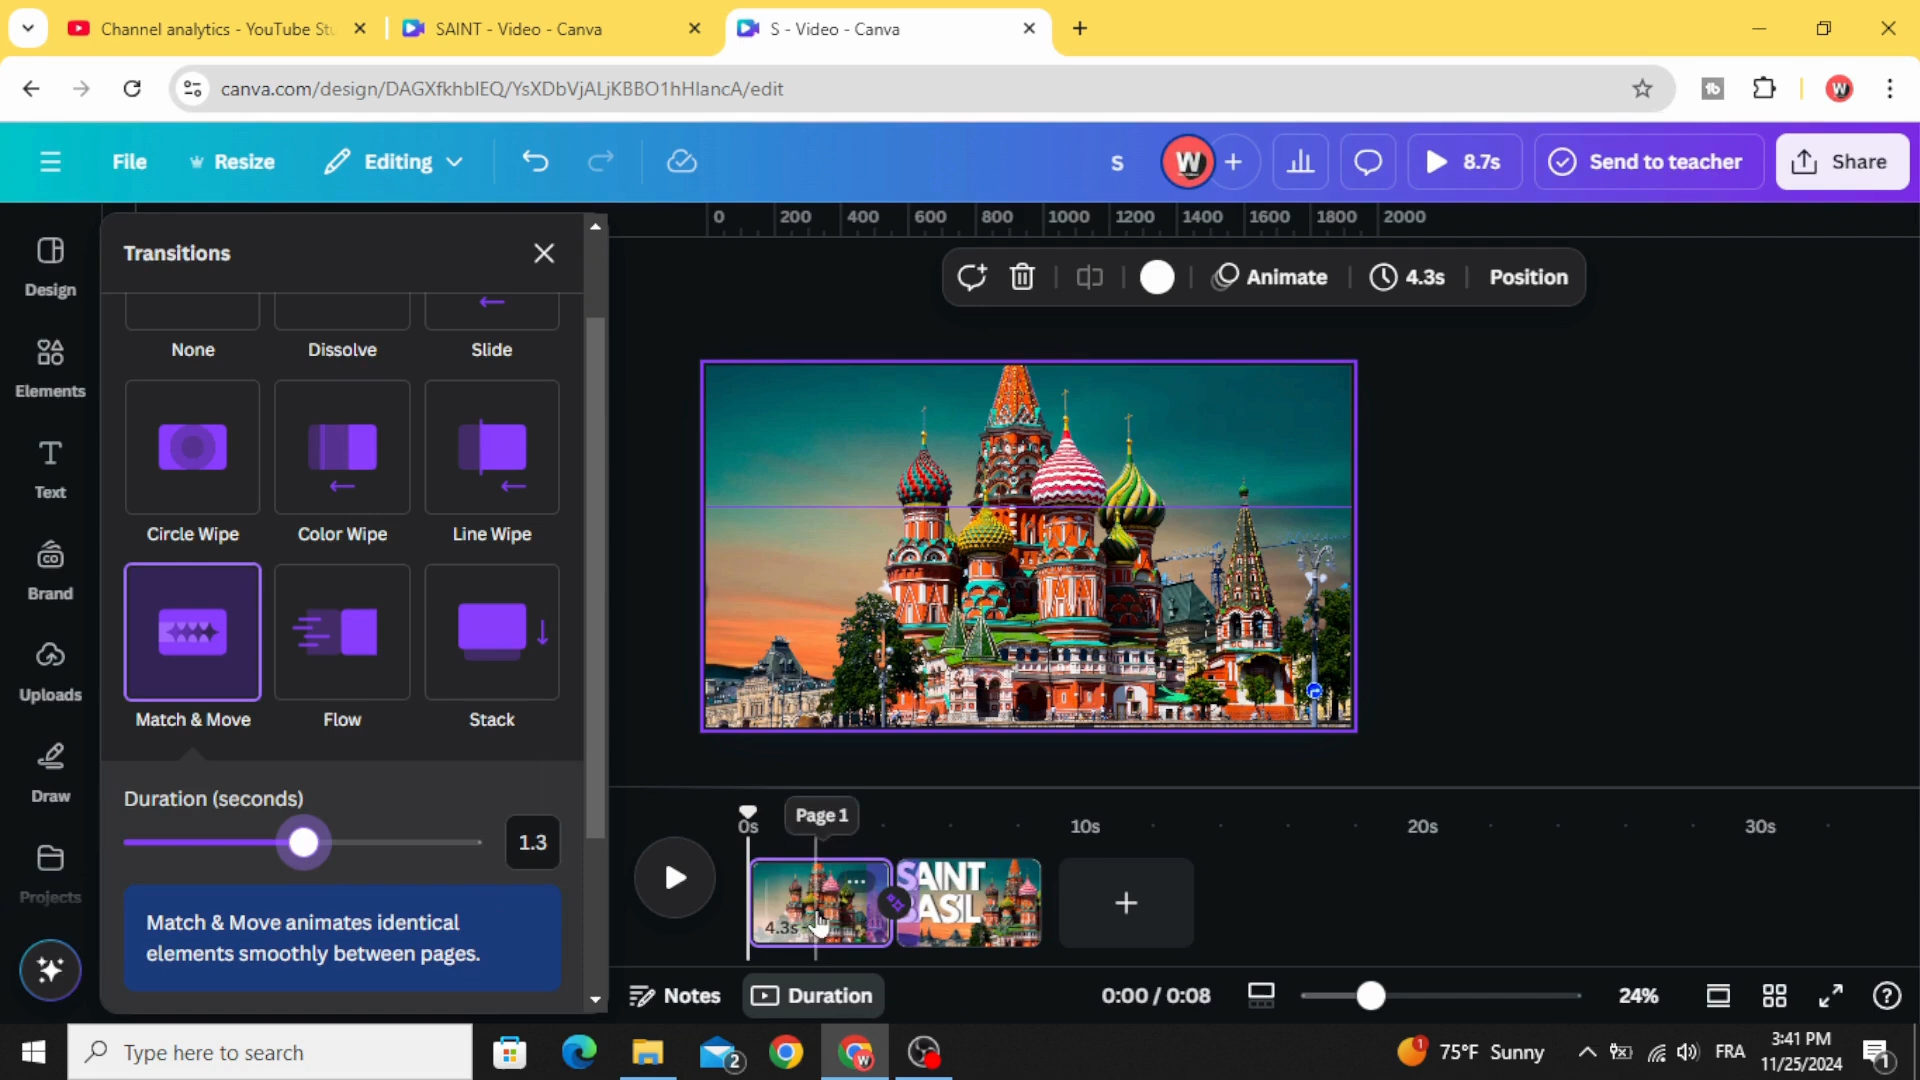 Channel analytics - YouTube Stu
SAINT - Video - Canva
S - Video - Canva
canva.com/design/DAGXfkhbIEQ/YsXDbVjALjKBBO1hHIancA/edit
File
Resize
Editing
S
W
8.7s
Send to teacher
Share
0 200 400 600 800 1000 1200 1400 1600 1800 2000
Design
Elements
Text
Brand
Uploads
Draw
Projects
Transitions
None
Dissolve
Slide
Circle Wipe
Color Wipe
Line Wipe
Match & Move
Flow
Stack
Duration (seconds)
1.3
Match & Move animates identical
elements smoothly between pages.
Animate
4.3s
Position
0s
Page 1
10s
20s
30s
4.3s
SAINT
BASIL
Notes
Duration
0:00 / 0:08
24%
Type here to search
2
75°F Sunny
FRA
3:41 PM
11/25/2024
1